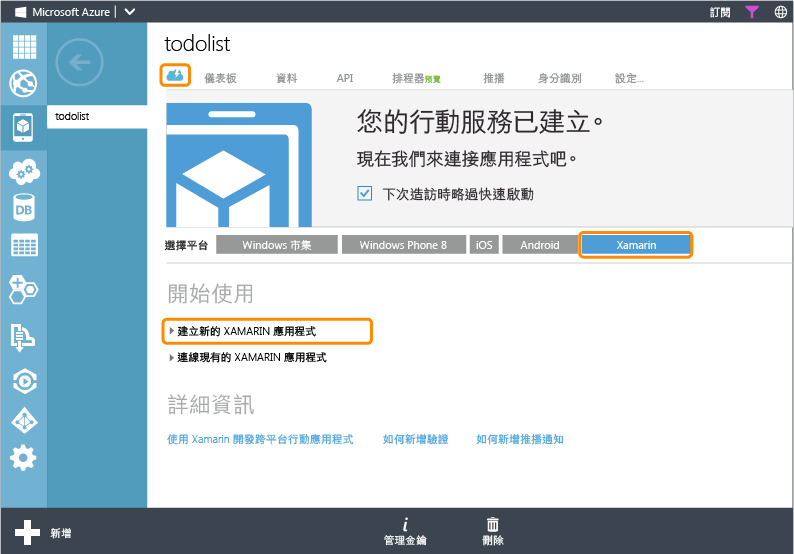 Microsoft Azure 訂閱
todolist
儀表板 資料 API 排程器預覽 推播 身分識別 設定...
todolist
您的行動服務已建立。
現在我們來連接應用程式吧。
下次造訪時略過快速啟動
選擇平台 Windows 市集 Windows Phone 8 iOS Android Xamarin
開始使用
建立新的 XAMARIN 應用程式
連線現有的 XAMARIN 應用程式
詳細資訊
使用 Xamarin 開發跨平台行動應用程式 如何新增驗證 如何新增推播通知
DB
新增 管理金鑰 刪除